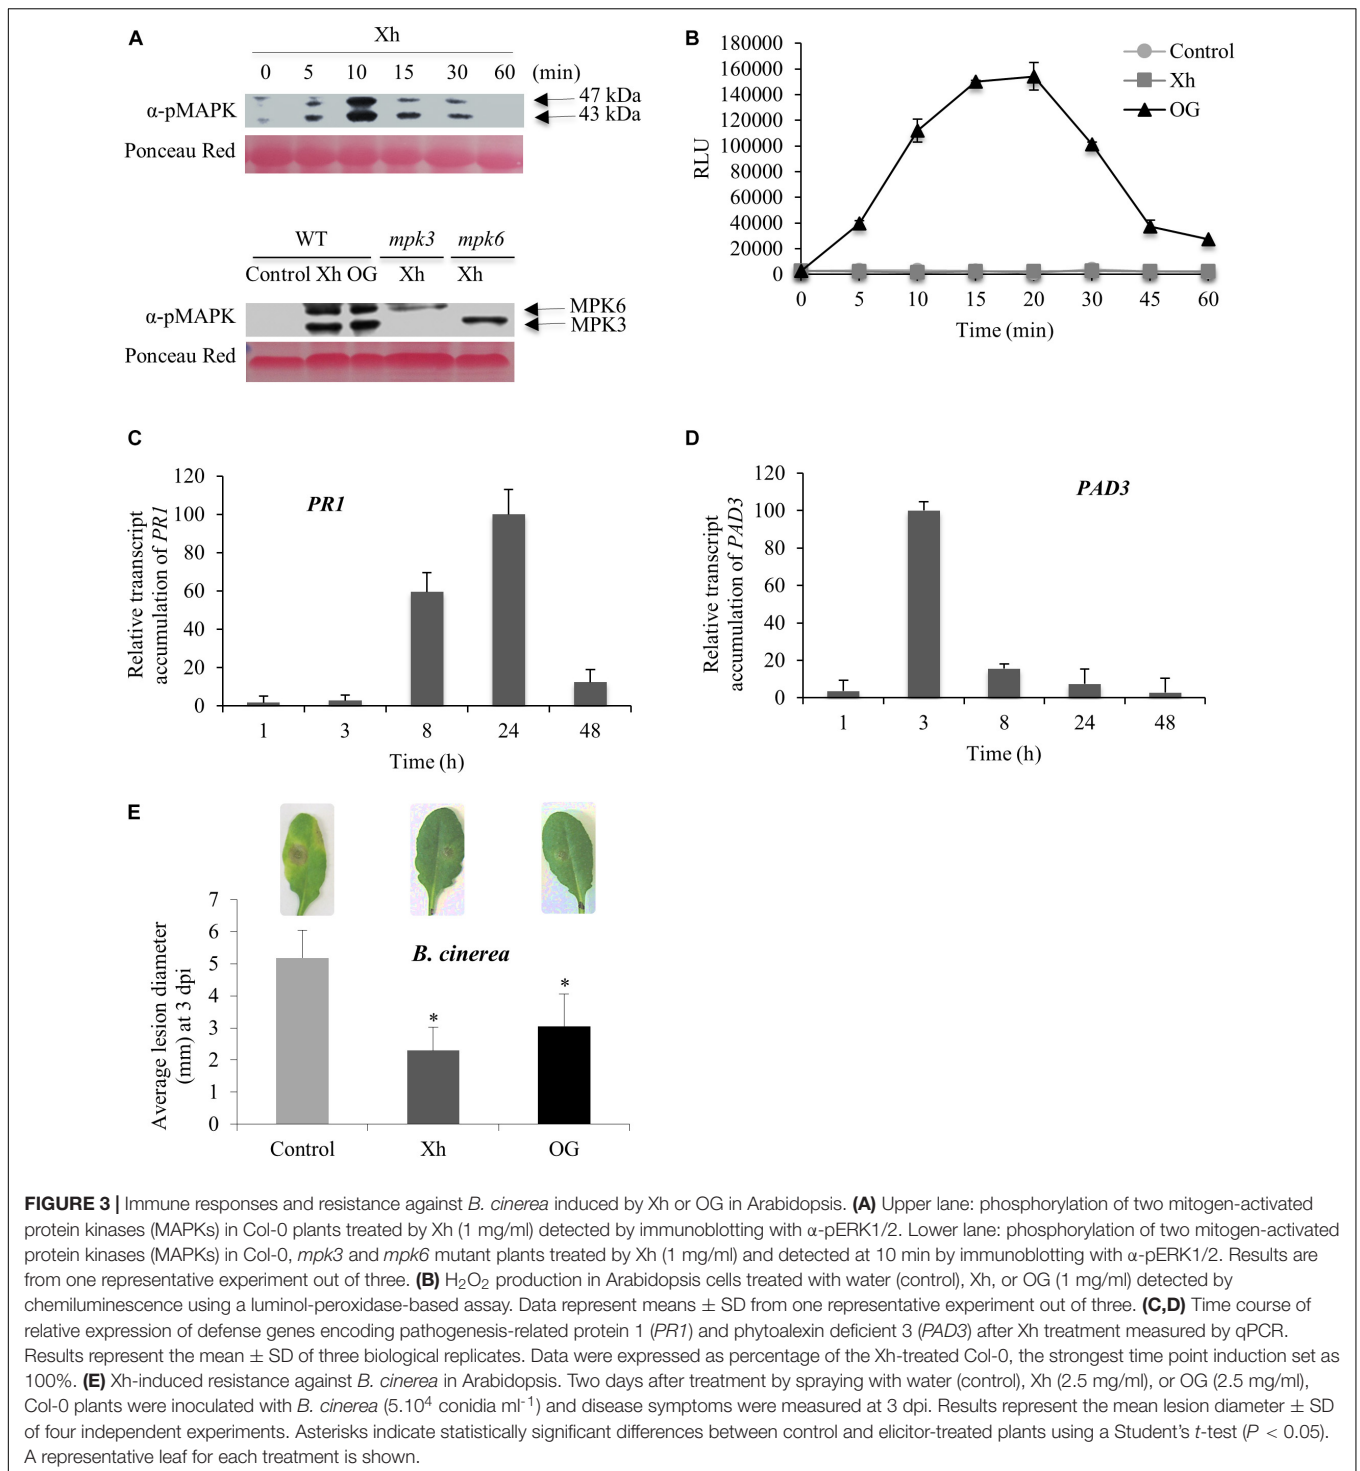 A
Xh
0 5 10 15 30 60 (min)
α-pMAPK
47 kDa
43 kDa
Ponceau Red
WT mpk3 mpk6
Control Xh OG Xh Xh
α-pMAPK
MPK6
MPK3
Ponceau Red
B
180000
160000
140000
120000
100000
80000
60000
40000
20000
0
RLU
0 5 10 15 20 30 45 60
Time (min)
Control
Xh
OG
C
120
100
80
60
40
20
0
Relative traanscript
accumulation of PR1
PR1
1 3 8 24 48
Time (h)
D
120
100
80
60
40
20
0
Relative transcript
accumulation of PAD3
PAD3
1 3 8 24 48
Time (h)
E
7
6
5
4
3
2
1
0
Average lesion diameter
(mm) at 3 dpi
B. cinerea
* *
Control Xh OG
FIGURE 3 | Immune responses and resistance against B. cinerea induced by Xh or OG in Arabidopsis. (A) Upper lane: phosphorylation of two mitogen-activated
protein kinases (MAPKs) in Col-0 plants treated by Xh (1 mg/ml) detected by immunoblotting with α-pERK1/2. Lower lane: phosphorylation of two mitogen-activated
protein kinases (MAPKs) in Col-0, mpk3 and mpk6 mutant plants treated by Xh (1 mg/ml) and detected at 10 min by immunoblotting with α-pERK1/2. Results are
from one representative experiment out of three. (B) H₂O₂ production in Arabidopsis cells treated with water (control), Xh, or OG (1 mg/ml) detected by
chemiluminescence using a luminol-peroxidase-based assay. Data represent means ± SD from one representative experiment out of three. (C,D) Time course of
relative expression of defense genes encoding pathogenesis-related protein 1 (PR1) and phytoalexin deficient 3 (PAD3) after Xh treatment measured by qPCR.
Results represent the mean ± SD of three biological replicates. Data were expressed as percentage of the Xh-treated Col-0, the strongest time point induction set as
100%. (E) Xh-induced resistance against B. cinerea in Arabidopsis. Two days after treatment by spraying with water (control), Xh (2.5 mg/ml), or OG (2.5 mg/ml),
Col-0 plants were inoculated with B. cinerea (5.10⁴ conidia ml⁻¹) and disease symptoms were measured at 3 dpi. Results represent the mean lesion diameter ± SD
of four independent experiments. Asterisks indicate statistically significant differences between control and elicitor-treated plants using a Student's t-test (P < 0.05).
A representative leaf for each treatment is shown.